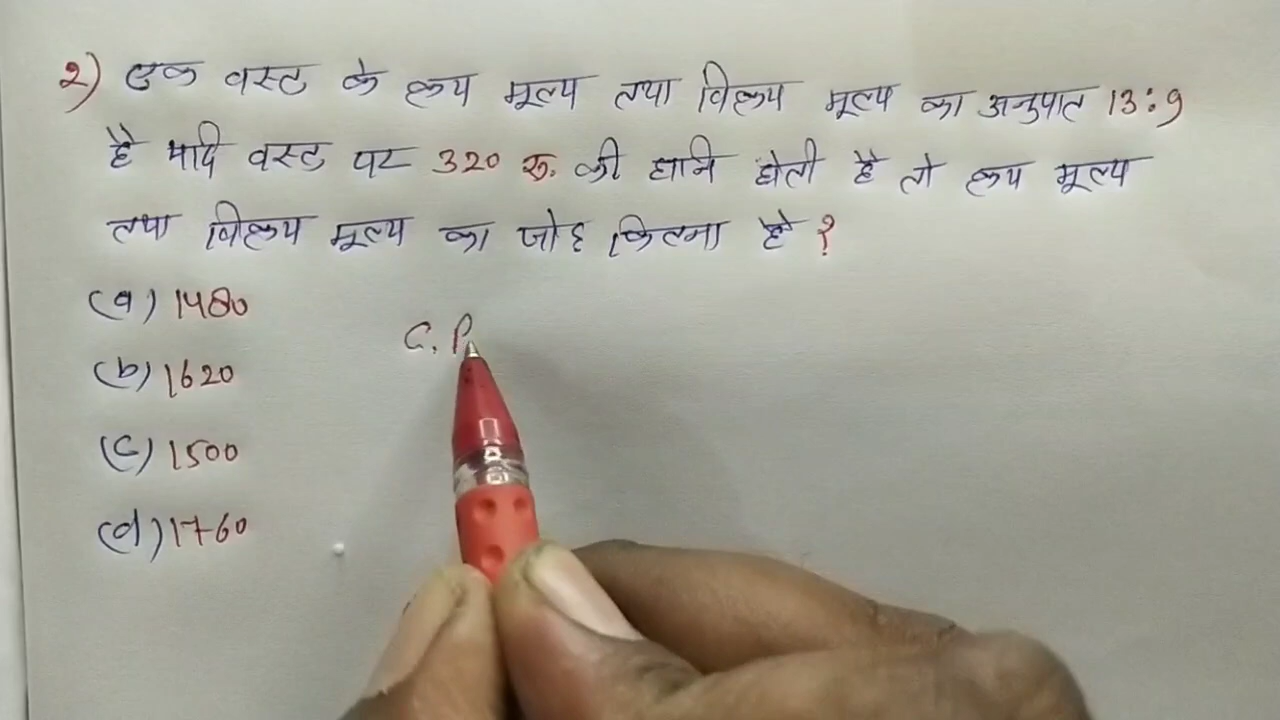 2) एक वस्तु के क्रय मूल्य तथा विक्रय मूल्य का अनुपात 13:9
है यदि वस्तु पर 320 रु. की हानि होती है तो क्रय मूल्य
तथा विक्रय मूल्य का जोड़ कितना है ?
(a) 1480
(b) 1620
(c) 1500
(d) 1760
C.P